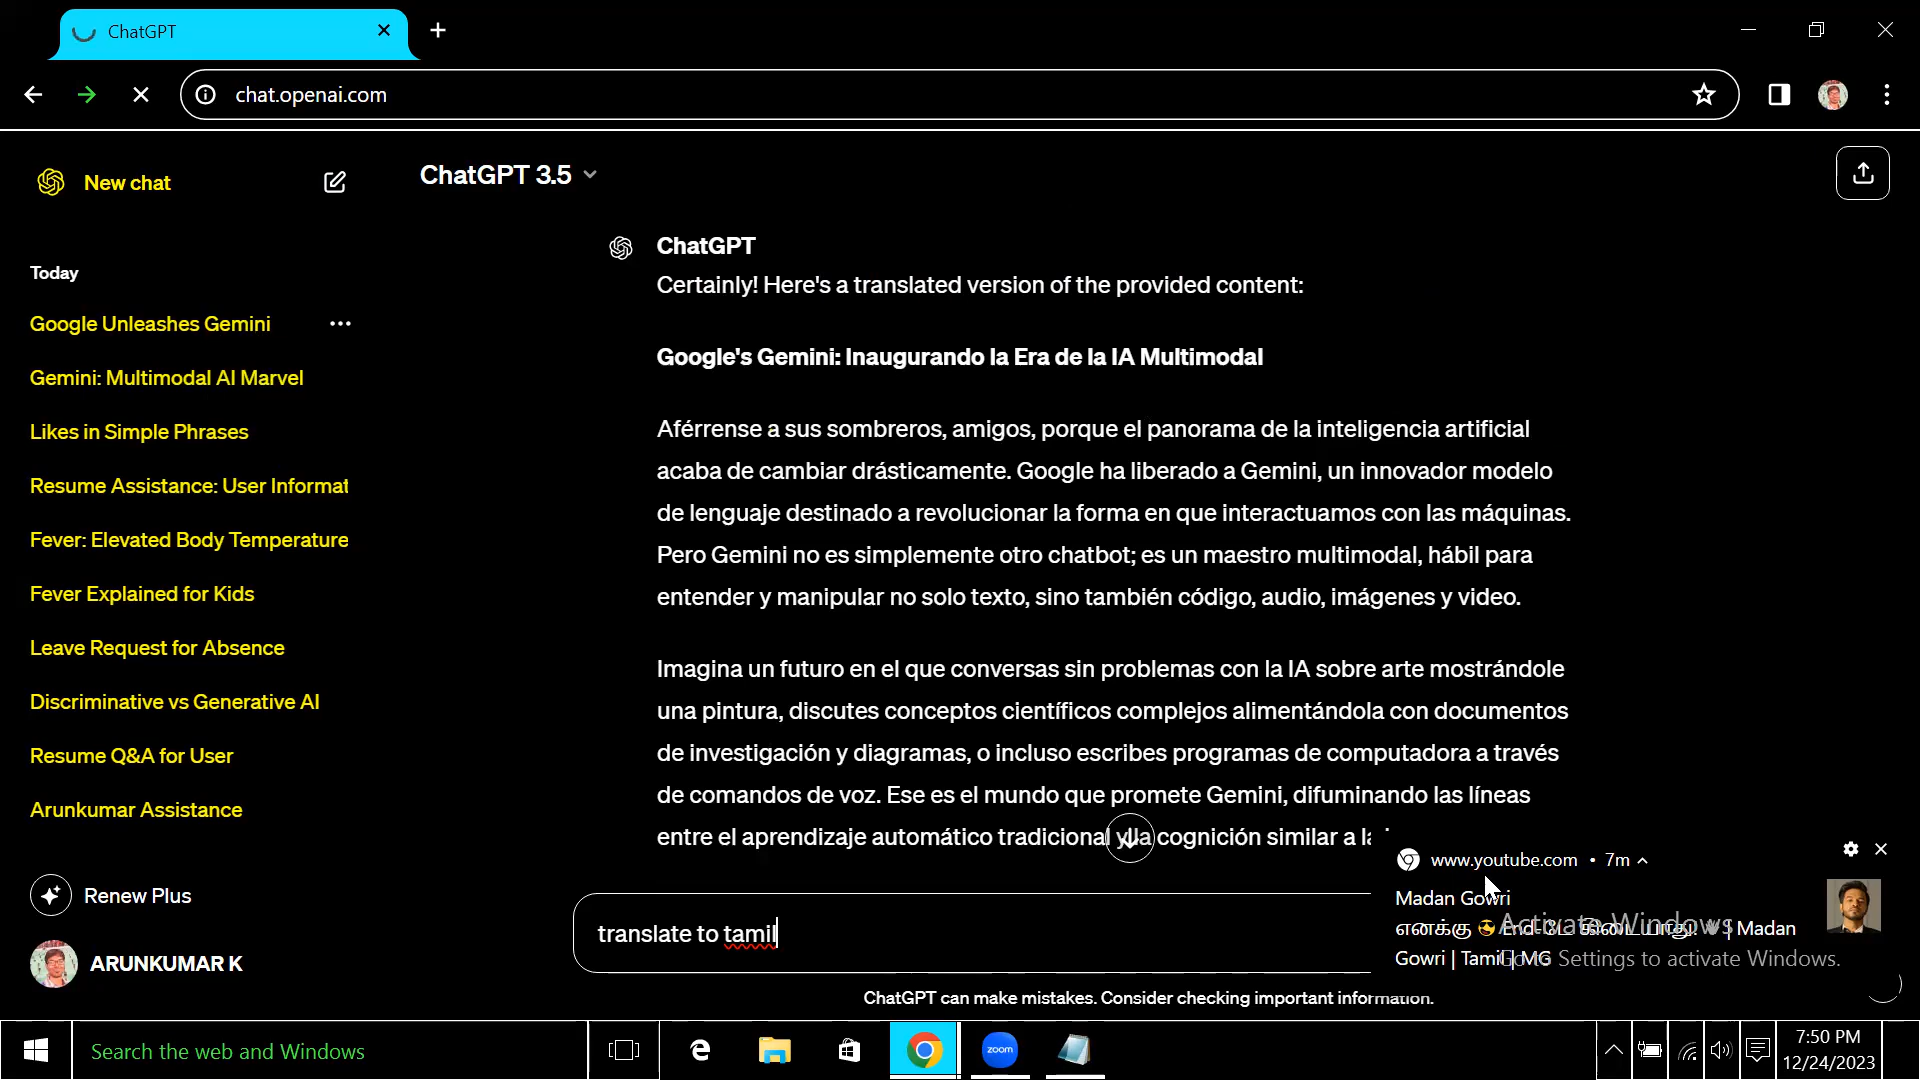 ChatGPT
chat.openai.com
New chat
Today
Google Unleashes Gemini
Gemini: Multimodal AI Marvel
Likes in Simple Phrases
Resume Assistance: User Informat
Fever: Elevated Body Temperature
Fever Explained for Kids
Leave Request for Absence
Discriminative vs Generative AI
Resume Q&A for User
Arunkumar Assistance
Renew Plus
ARUNKUMAR K
ChatGPT 3.5
ChatGPT
Certainly! Here's a translated version of the provided content:
Google's Gemini: Inaugurando la Era de la IA Multimodal
Aférrense a sus sombreros, amigos, porque el panorama de la inteligencia artificial
acaba de cambiar drásticamente. Google ha liberado a Gemini, un innovador modelo
de lenguaje destinado a revolucionar la forma en que interactuamos con las máquinas.
Pero Gemini no es simplemente otro chatbot; es un maestro multimodal, hábil para
entender y manipular no solo texto, sino también código, audio, imágenes y video.
Imagina un futuro en el que conversas sin problemas con la IA sobre arte mostrándole
una pintura, discutes conceptos científicos complejos alimentándola con documentos
de investigación y diagramas, o incluso escribes programas de computadora a través
de comandos de voz. Ese es el mundo que promete Gemini, difuminando las líneas
entre el aprendizaje automático tradicional y la cognición similar a la
translate to tamil
ChatGPT can make mistakes. Consider checking important information.
www.youtube.com • 7m
Madan Gowri
எனக்கு 😎 End-ஏ கிடையாது! | Madan
Gowri | Tamil | MG
Activate Windows
Go to Settings to activate Windows.
Search the web and Windows
zoom
7:50 PM
12/24/2023